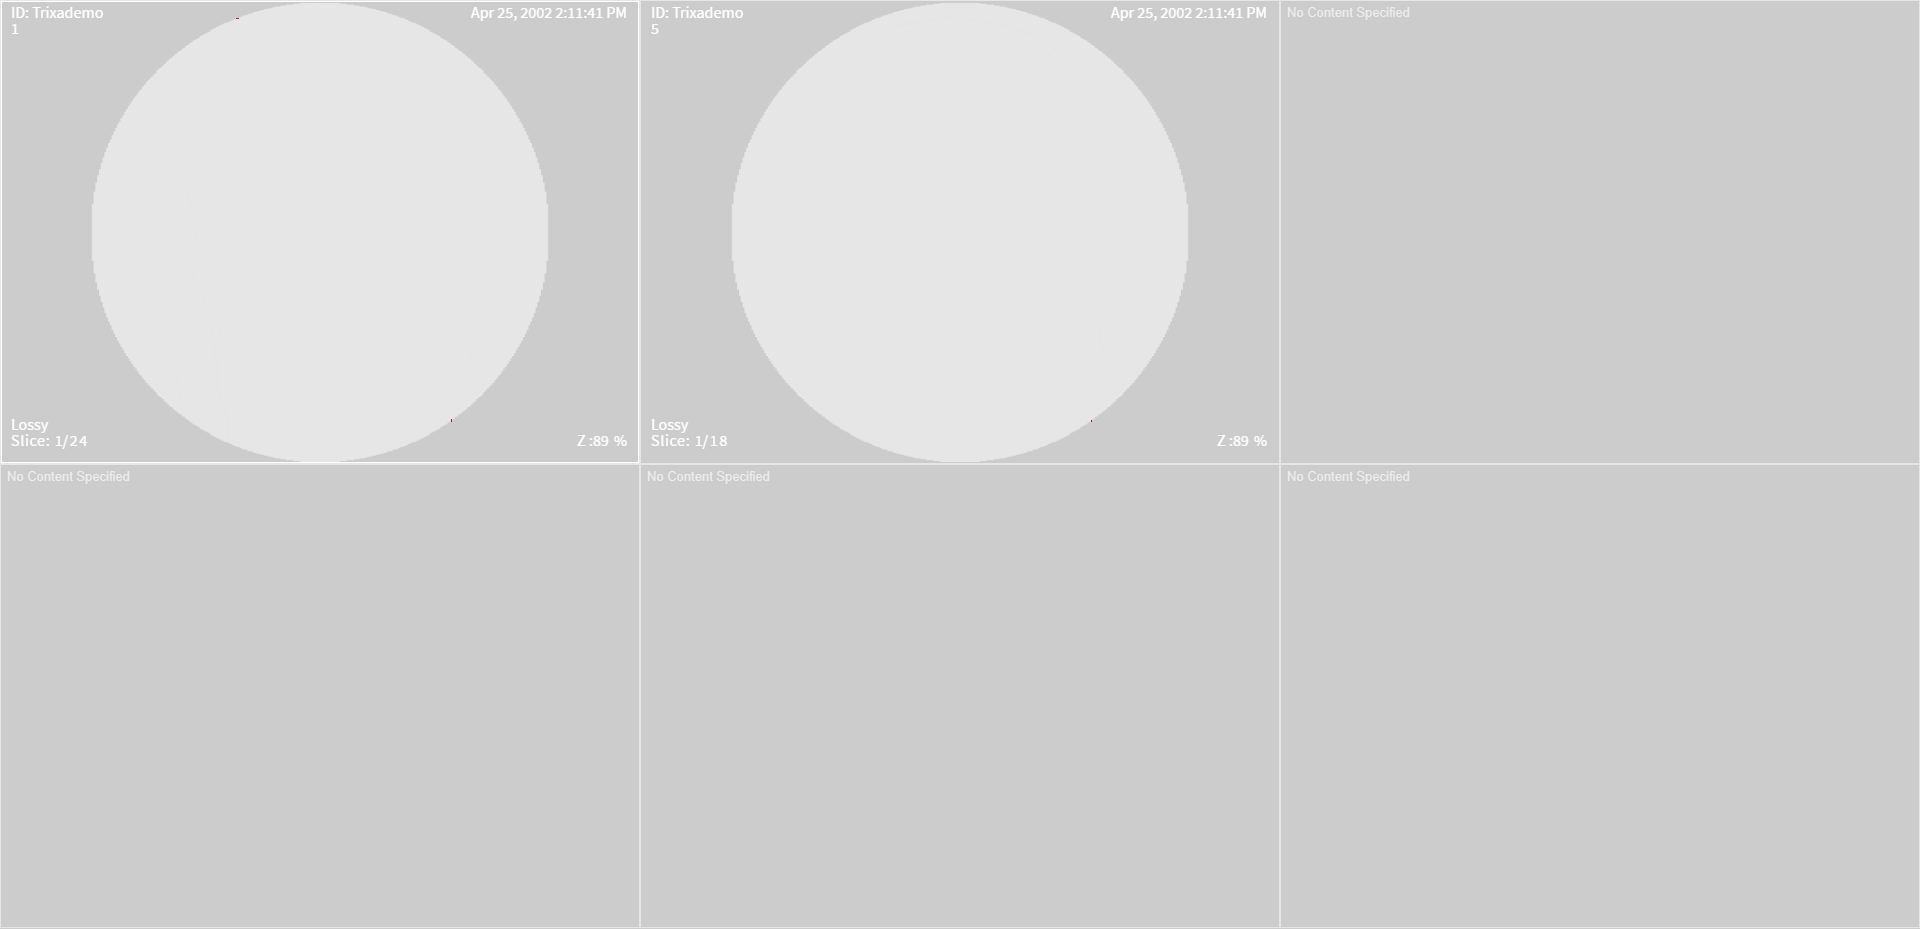 ID: Trixademo
1
Apr 25, 2002 2:11:41 PM
Lossy
Slice: 1/24
Z :89 %
ID: Trixademo
5
Apr 25, 2002 2:11:41 PM
Lossy
Slice: 1/18
Z :89 %
No Content Specified
No Content Specified
No Content Specified
No Content Specified